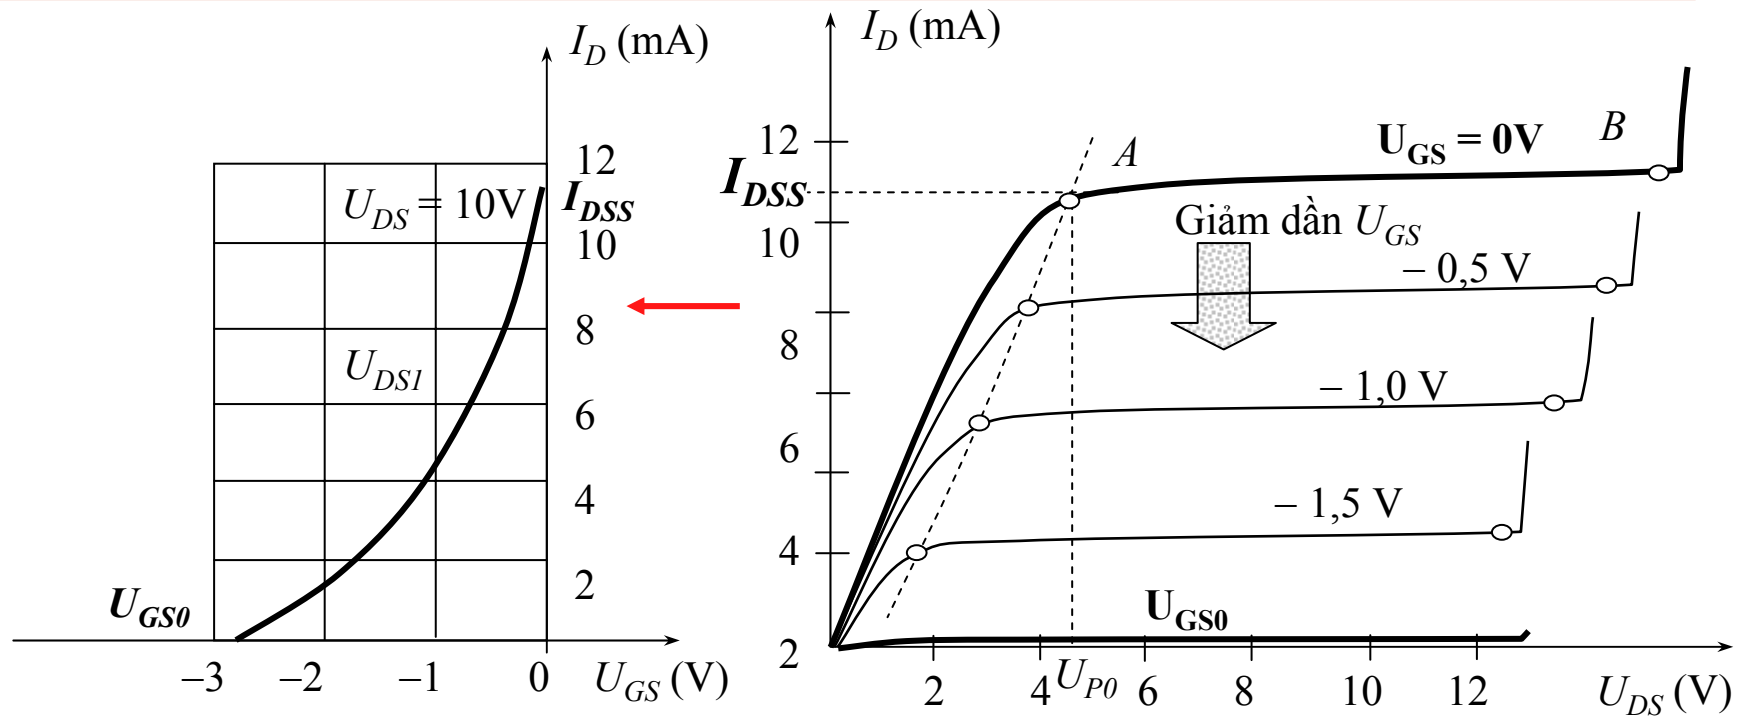 I_D (mA)
12
U_DS = 10V
I_DSS
10
8
U_DS1
6
4
2
U_GS0
−3
−2
−1
0
U_GS (V)
I_D (mA)
12
A
U_GS = 0V
B
I_DSS
Giảm dần U_GS
10
− 0,5 V
8
− 1,0 V
6
− 1,5 V
4
U_GS0
2
2
4
U_P0
6
8
10
12
U_DS (V)